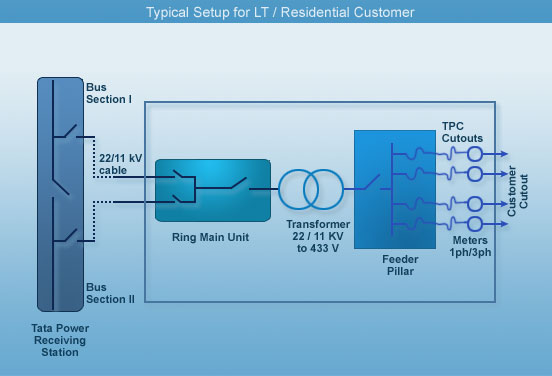 Typical Setup for LT / Residential Customer
Bus
Section I
22/11 kV
cable
Bus
Section II
Tata Power
Receiving
Station
Ring Main Unit
Transformer
22 / 11 KV
to 433 V
Feeder
Pillar
TPC
Cutouts
Meters
1ph/3ph
Customer
Cutout